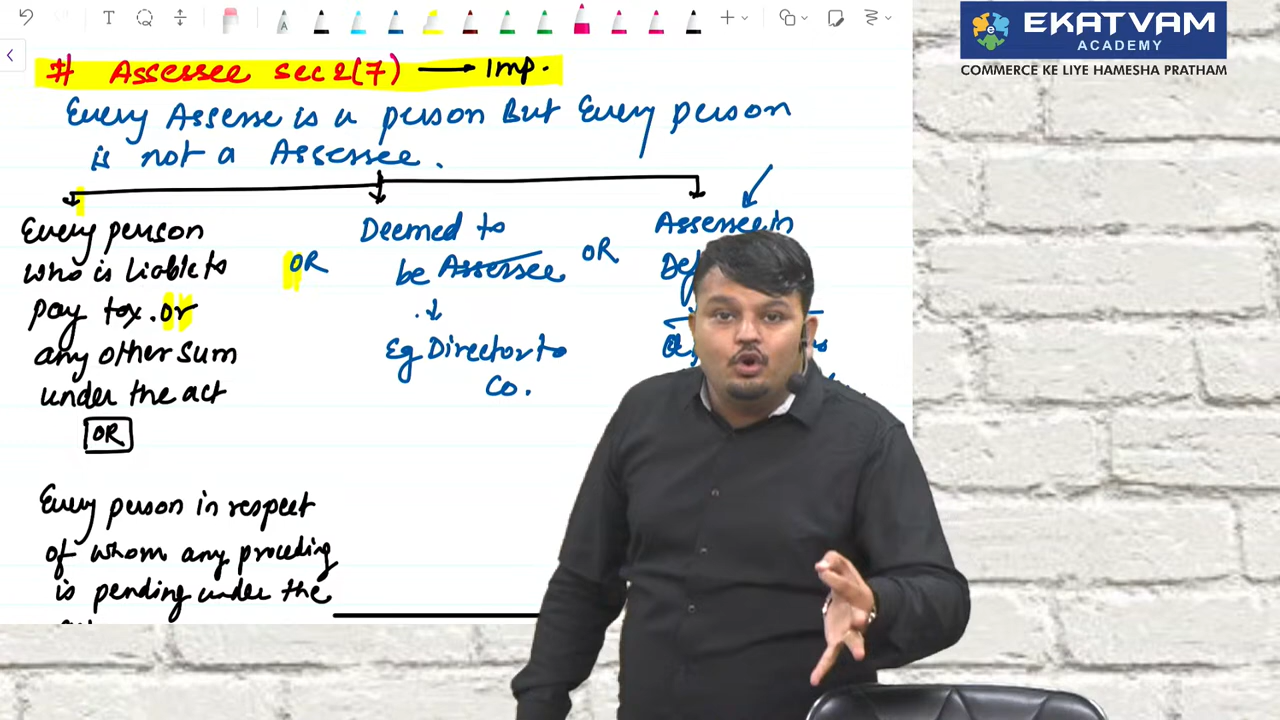 EKATVAM
ACADEMY
COMMERCE KE LIYE HAMESHA PRATHAM
# Assessee sec 2(7) → Imp.
Every Assesse is a person But Every person
is not a Assessee.
Every person
who is liable to
pay tax. or
any other sum
under the act
OR
Every person in respect
of whom any proceding
is pending under the
OR
Deemed to
be Assessee
Eg Director to
Co.
OR
Assessee in